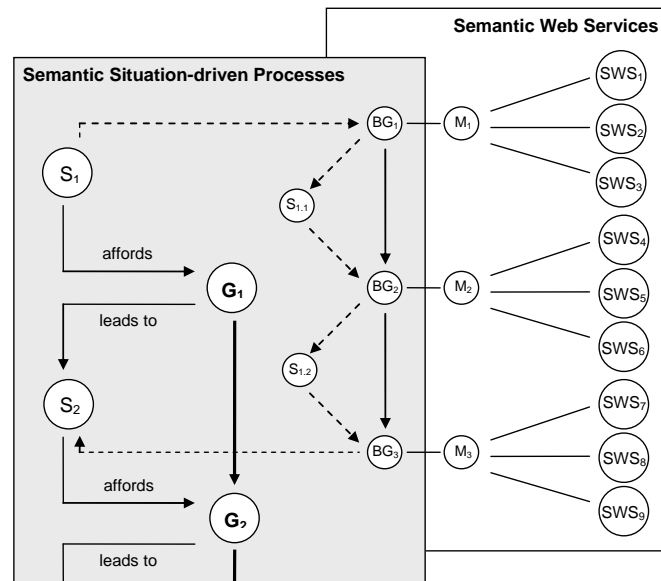 Semantic Web Services
Semantic Situation-driven Processes
SWS₁
BG₁
M₁
SWS₂
S₁
SWS₃
S₁.₁
SWS₄
affords
G₁
BG₂
M₂
SWS₅
leads to
SWS₆
S₁.₂
S₂
SWS₇
BG₃
M₃
SWS₈
affords
SWS₉
G₂
leads to